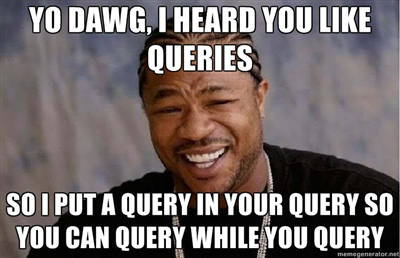 YO DAWG, I HEARD YOU LIKE
QUERIES
SO I PUT A QUERY IN YOUR QUERY SO
YOU CAN QUERY WHILE YOU QUERY
memegenerator.net